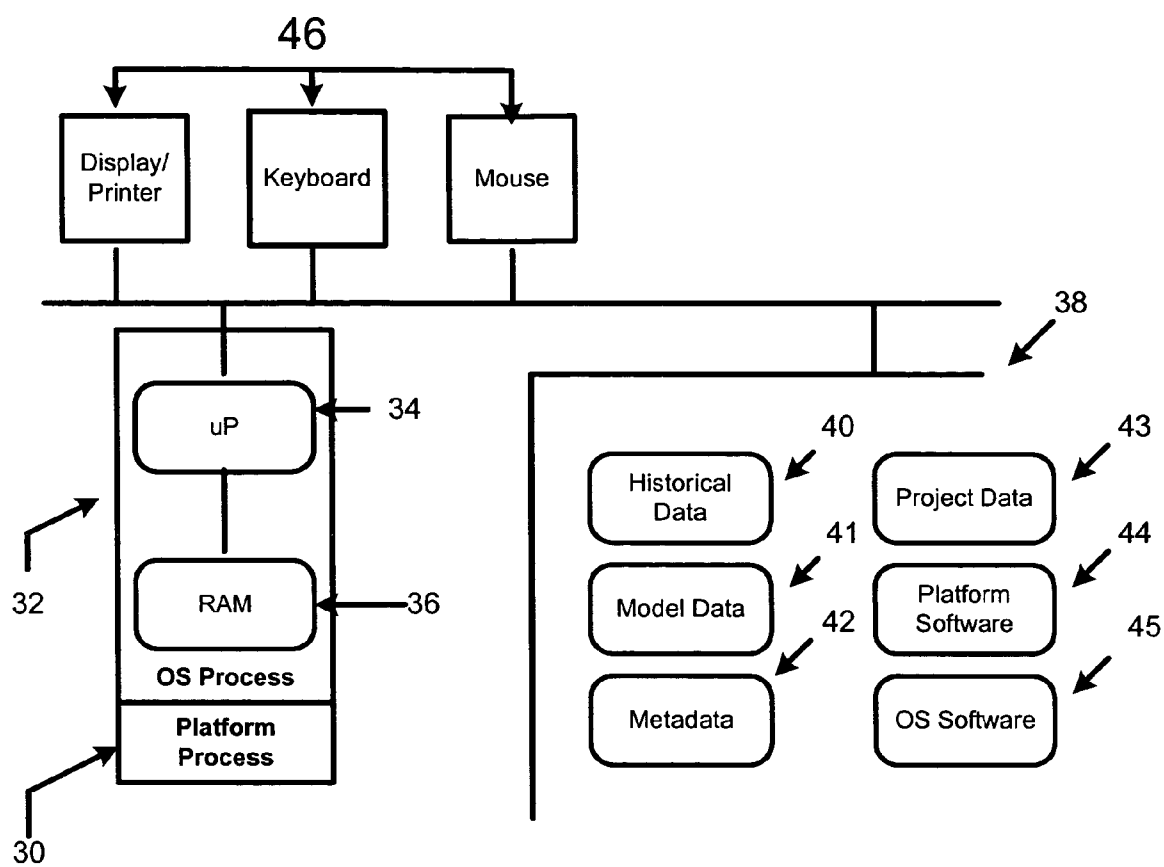 46
Display/
Printer
Keyboard
Mouse
38
34
uP
40
43
Historical
Data
Project Data
32
41
44
36
RAM
Model Data
Platform
Software
42
45
OS Process
Metadata
OS Software
Platform
Process
30